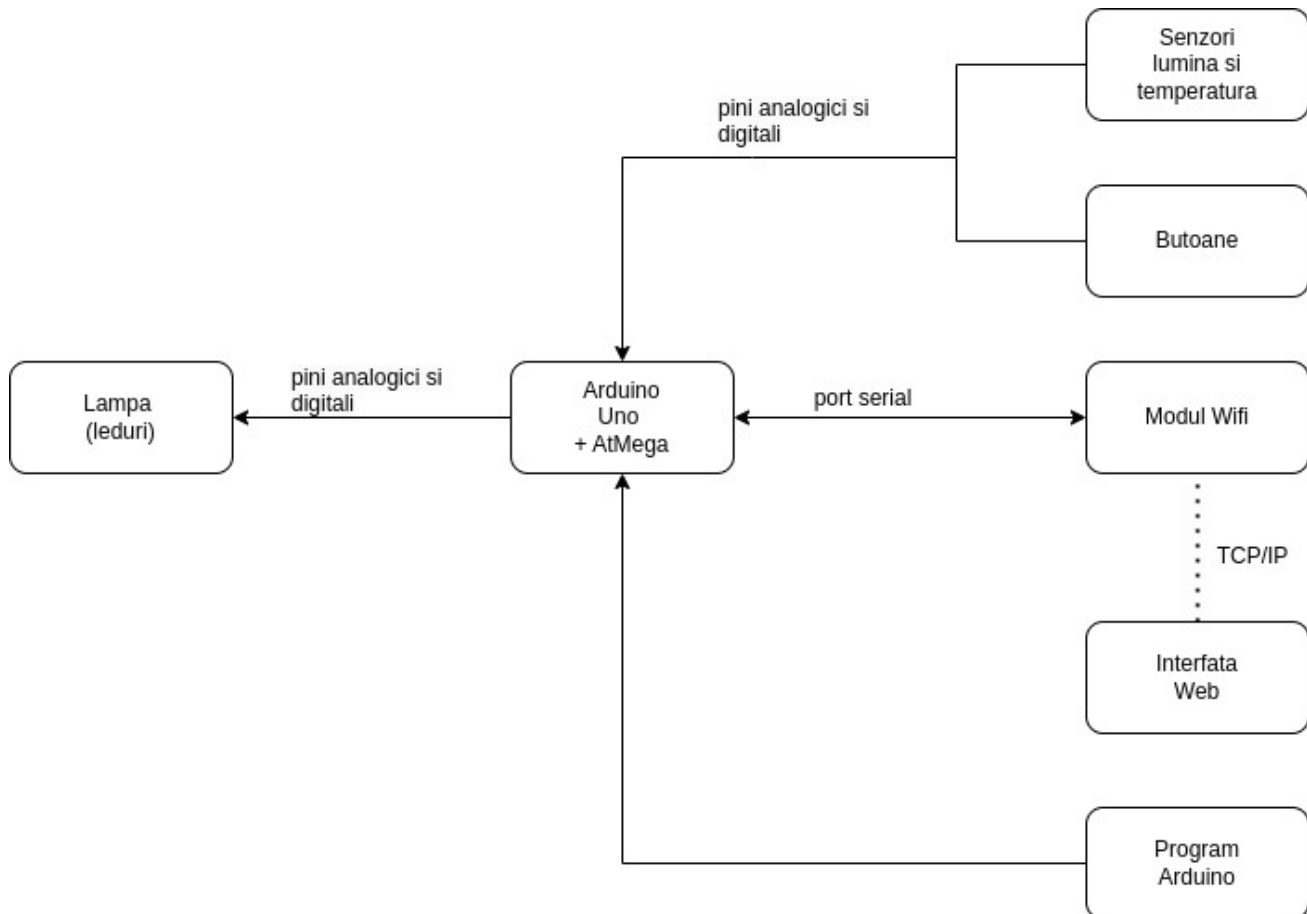 Senzori
lumina si
temperatura
pini analogici si
digitali
Butoane
Lampa
(leduri)
pini analogici si
digitali
Arduino
Uno
+ AtMega
port serial
Modul Wifi
TCP/IP
Interfata
Web
Program
Arduino